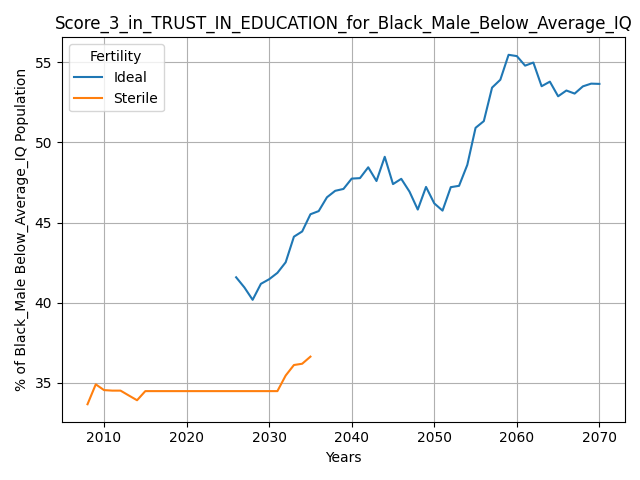 Score_3_in_TRUST_IN_EDUCATION_for_Black_Male_Below_Average_IQ
Fertility
Ideal
Sterile
% of Black_Male Below_Average_IQ Population
55
50
45
40
35
2010
2020
2030
2040
2050
2060
2070
Years